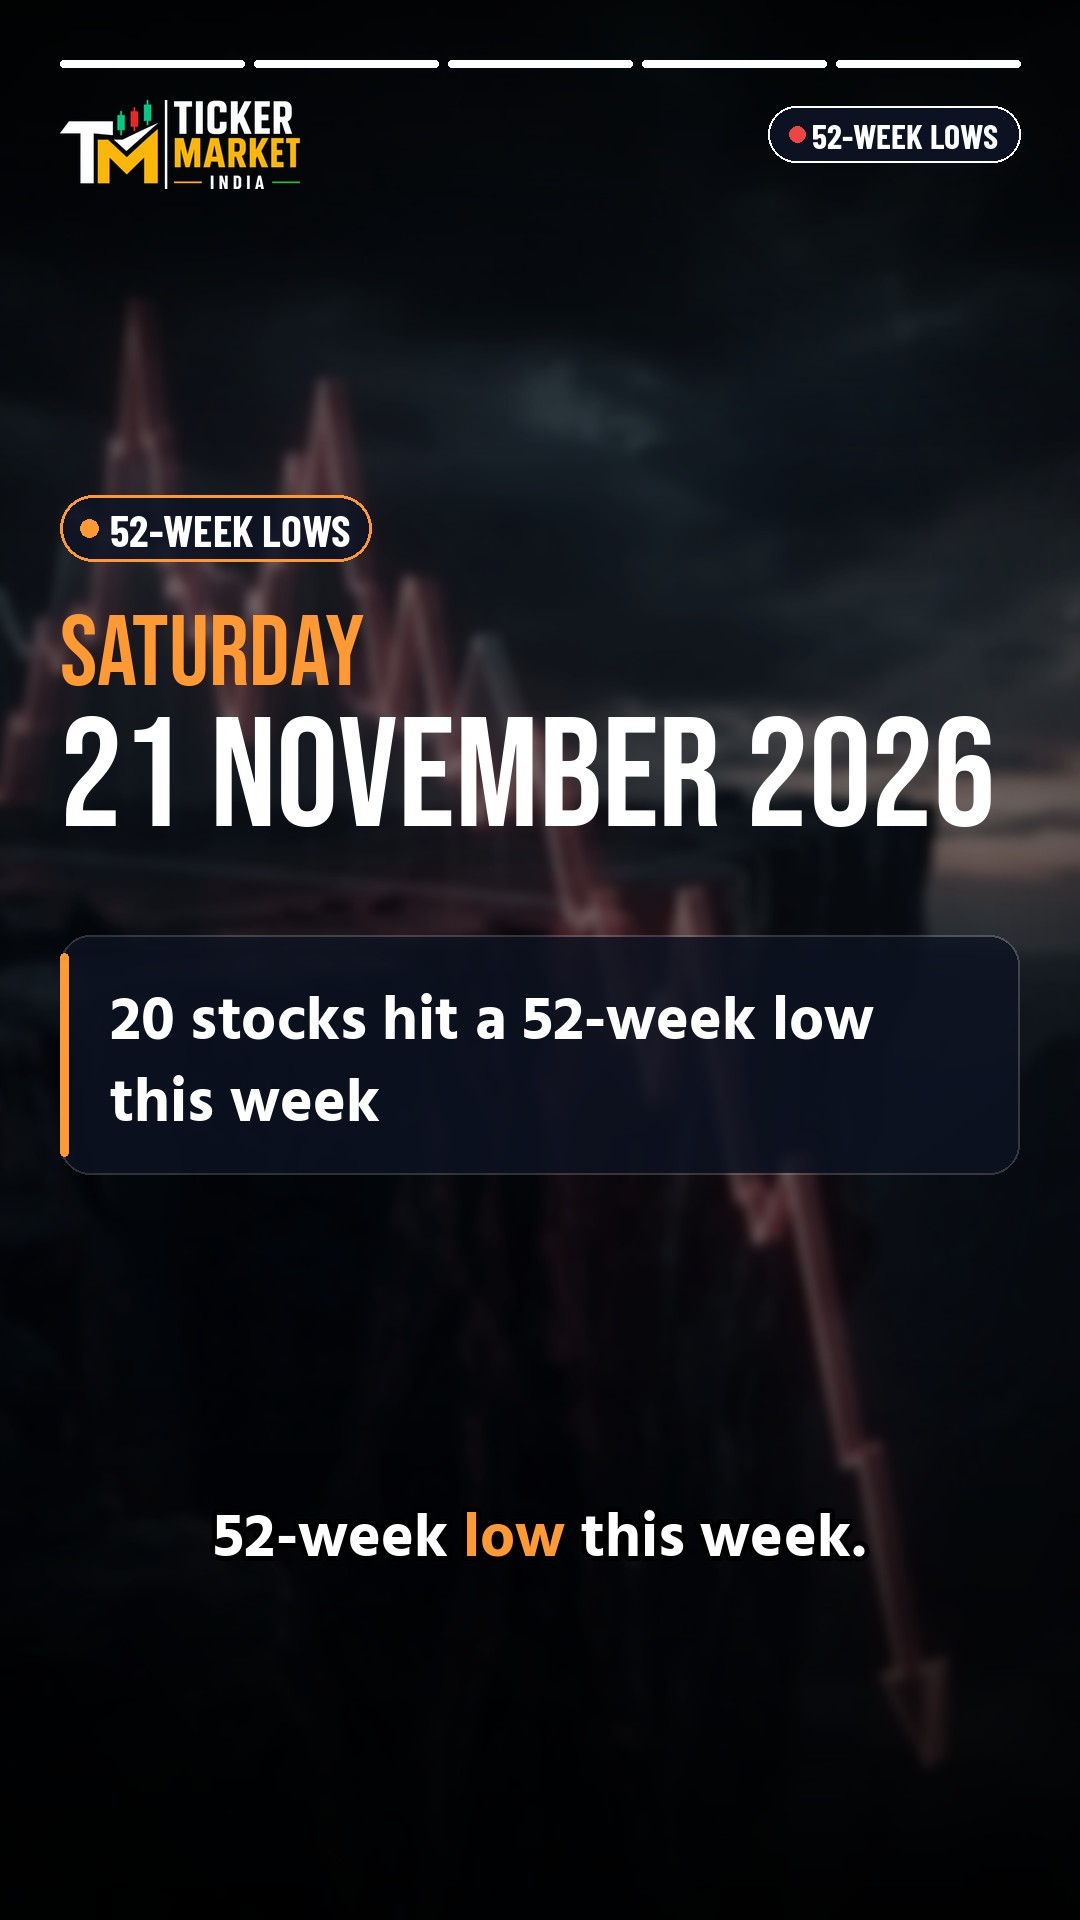 TM TICKER
MARKET
INDIA
52-WEEK LOWS
52-WEEK LOWS
SATURDAY
21 NOVEMBER 2026
20 stocks hit a 52-week low
this week
52-week low this week.